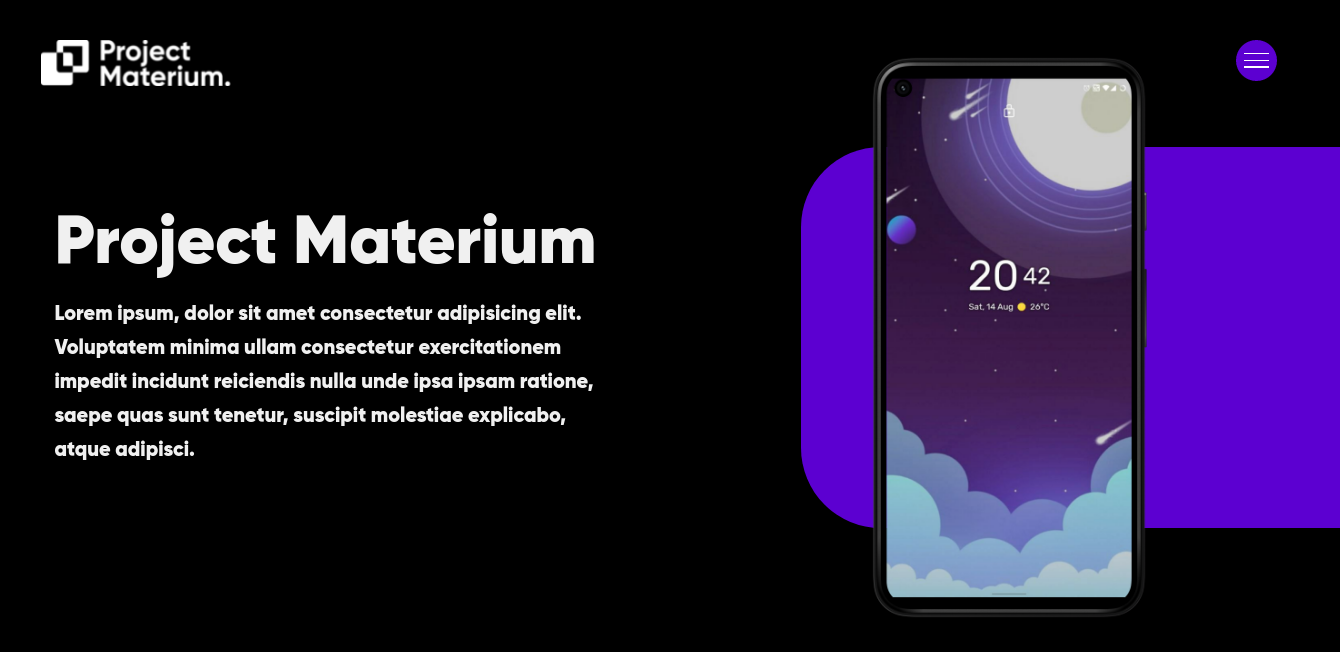 Project
Materium.
Project Materium
Lorem ipsum, dolor sit amet consectetur adipisicing elit.
Voluptatem minima ullam consectetur exercitationem
impedit incidunt reiciendis nulla unde ipsa ipsam ratione,
saepe quas sunt tenetur, suscipit molestiae explicabo,
atque adipisci.
20 42
Sat, 14 Aug 26°C